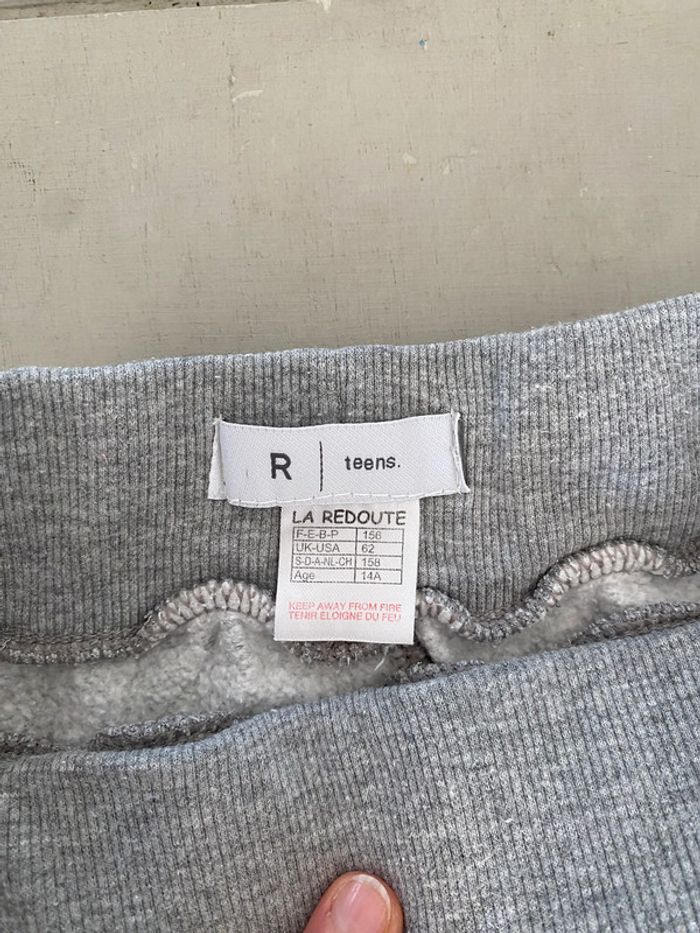 R | teens.
LA REDOUTE
F-E-B-P 156
UK-USA 62
S-D-A-NL-CH 158
Age 14A
KEEP AWAY FROM FIRE
TENIR ÉLOIGNE DU FEU